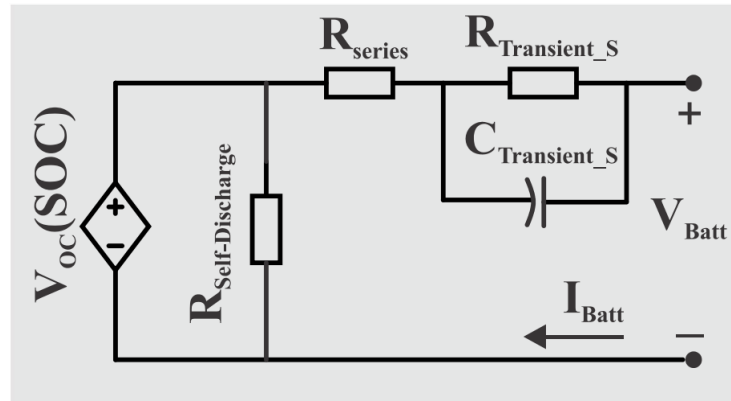 R_series
R_Transient_S
C_Transient_S
V_OC(SOC)
+
−
R_Self-Discharge
+
V_Batt
−
I_Batt